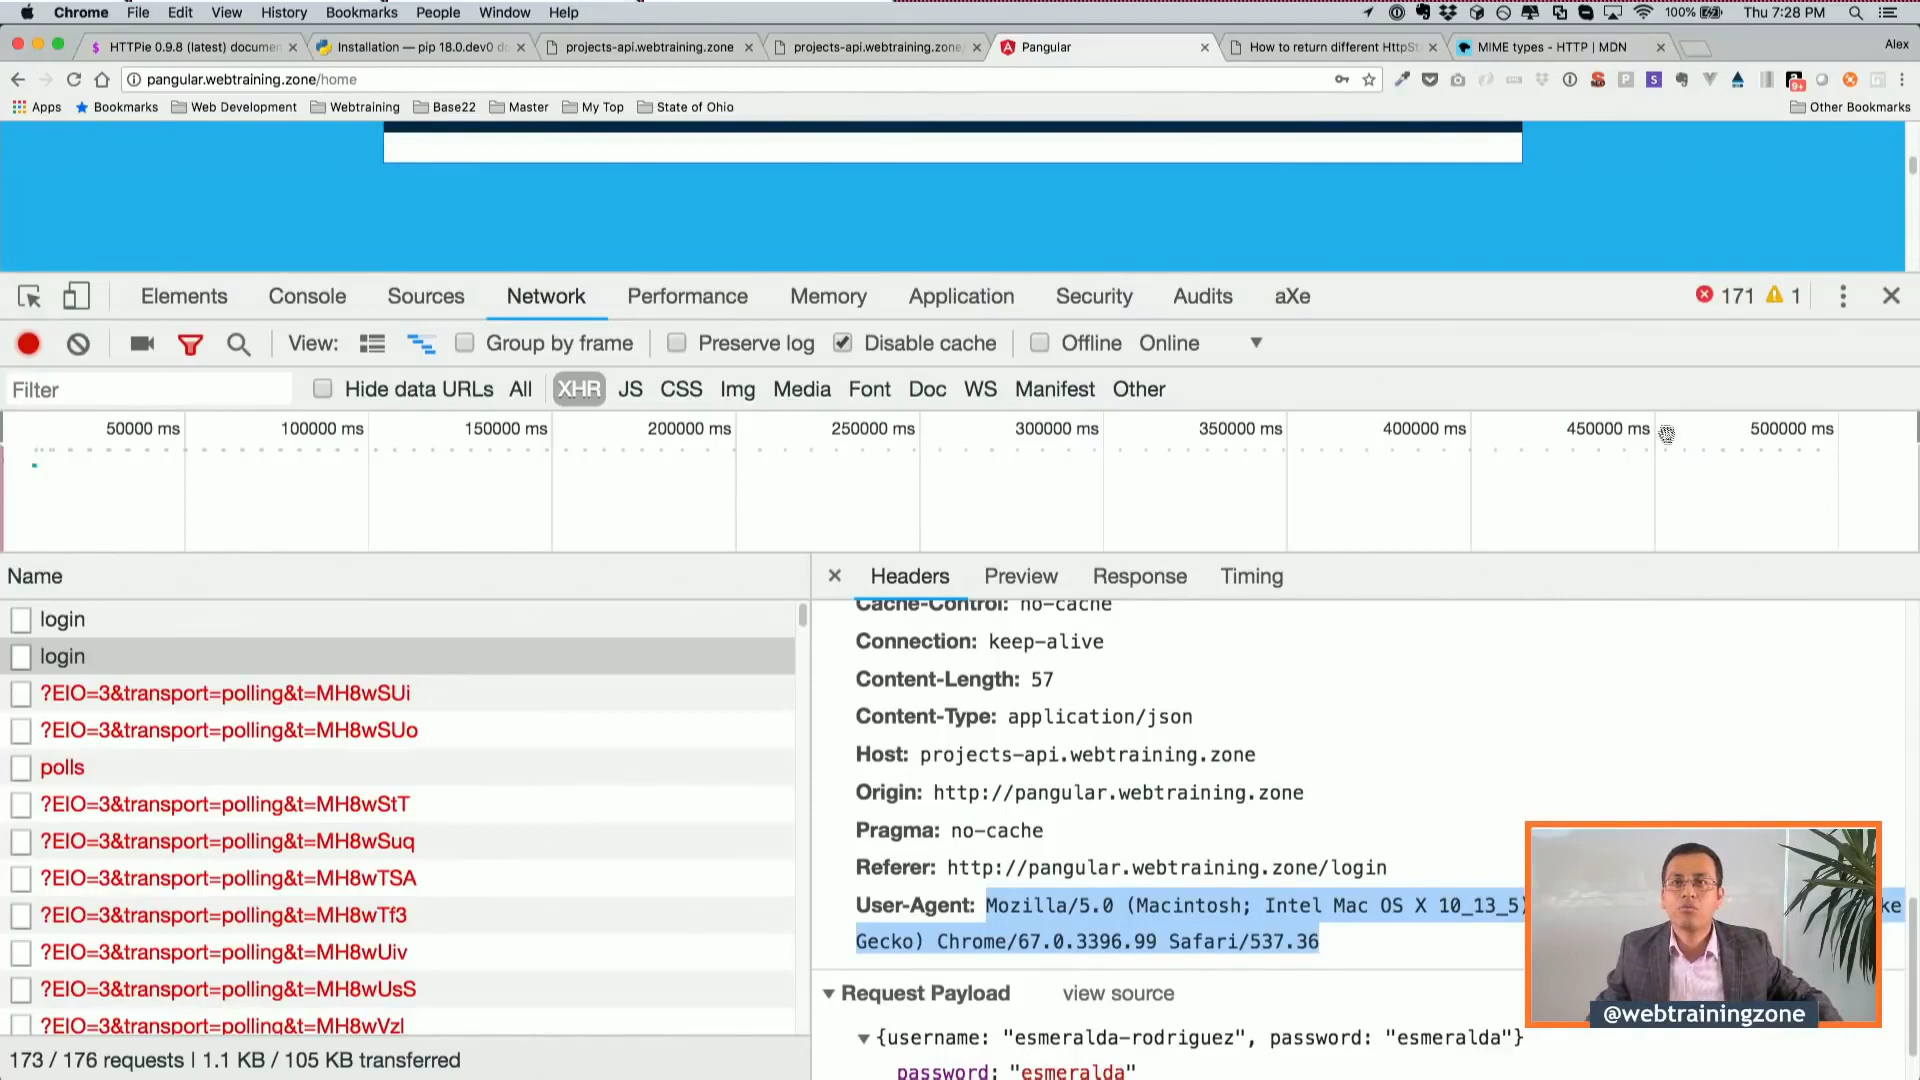 Chrome File Edit View History Bookmarks People Window Help 100% Thu 7:28 PM
HTTPie 0.9.8 (latest) documen Installation — pip 18.0.dev0 do projects-api.webtraining.zone projects-api.webtraining.zone/ Pangular How to return different HttpSt MIME types - HTTP | MDN Alex
pangular.webtraining.zone/home
Apps Bookmarks Web Development Webtraining Base22 Master My Top State of Ohio Other Bookmarks
Elements Console Sources Network Performance Memory Application Security Audits aXe 171 1
View: Group by frame Preserve log Disable cache Offline Online
Filter Hide data URLs All XHR JS CSS Img Media Font Doc WS Manifest Other
50000 ms 100000 ms 150000 ms 200000 ms 250000 ms 300000 ms 350000 ms 400000 ms 450000 ms 500000 ms
Name
login
login
?EIO=3&transport=polling&t=MH8wSUi
?EIO=3&transport=polling&t=MH8wSUo
polls
?EIO=3&transport=polling&t=MH8wStT
?EIO=3&transport=polling&t=MH8wSuq
?EIO=3&transport=polling&t=MH8wTSA
?EIO=3&transport=polling&t=MH8wTf3
?EIO=3&transport=polling&t=MH8wUiv
?EIO=3&transport=polling&t=MH8wUsS
?EIO=3&transport=polling&t=MH8wVzl
173 / 176 requests | 1.1 KB / 105 KB transferred
Headers Preview Response Timing
Cache-Control: no-cache
Connection: keep-alive
Content-Length: 57
Content-Type: application/json
Host: projects-api.webtraining.zone
Origin: http://pangular.webtraining.zone
Pragma: no-cache
Referer: http://pangular.webtraining.zone/login
User-Agent: Mozilla/5.0 (Macintosh; Intel Mac OS X 10_13_5) ke
Gecko) Chrome/67.0.3396.99 Safari/537.36
Request Payload view source
{username: "esmeralda-rodriguez", password: "esmeralda"}
password: "esmeralda"
@webtrainingzone